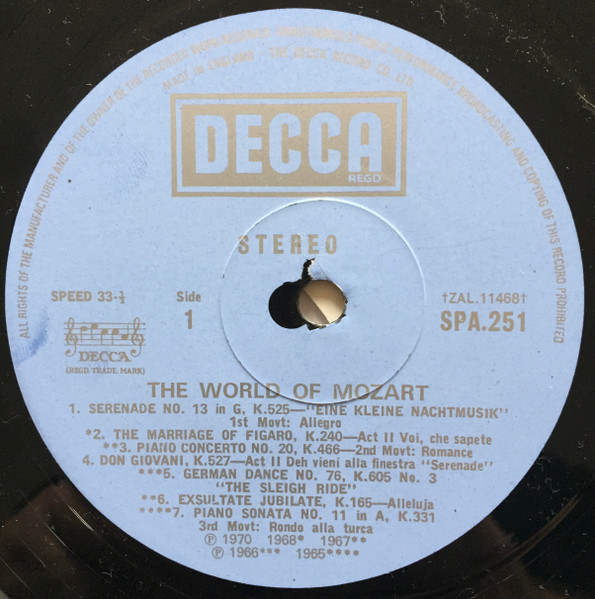 ALL RIGHTS OF THE MANUFACTURER AND OF THE OWNER OF THE RECORDED WORK RESERVED UNAUTHORISED PUBLIC PERFORMANCE BROADCASTING AND COPYING OF THIS RECORD PROHIBITED
MADE IN ENGLAND, THE DECCA RECORD CO. LTD.
DECCA
REGD
STEREO
SPEED 33-⅓
Side
1
†ZAL.11468†
SPA.251
DECCA
(REGD. TRADE. MARK)
THE WORLD OF MOZART
1. SERENADE NO. 13 in G, K.525—"EINE KLEINE NACHTMUSIK"
1st Movt: Allegro
*2. THE MARRIAGE OF FIGARO, K.240—Act II Voi, che sapete
**3. PIANO CONCERTO NO. 20, K.466—2nd Movt: Romance
4. DON GIOVANI, K.527—Act II Deh vieni alla finestra "Serenade"
***5. GERMAN DANCE NO. 76, K.605 No. 3
"THE SLEIGH RIDE"
**6. EXSULTATE JUBILATE, K.165—Alleluja
****7. PIANO SONATA NO. 11 in A, K.331
3rd Movt: Rondo alla turca
℗ 1970 1968* 1967**
℗ 1966*** 1965****